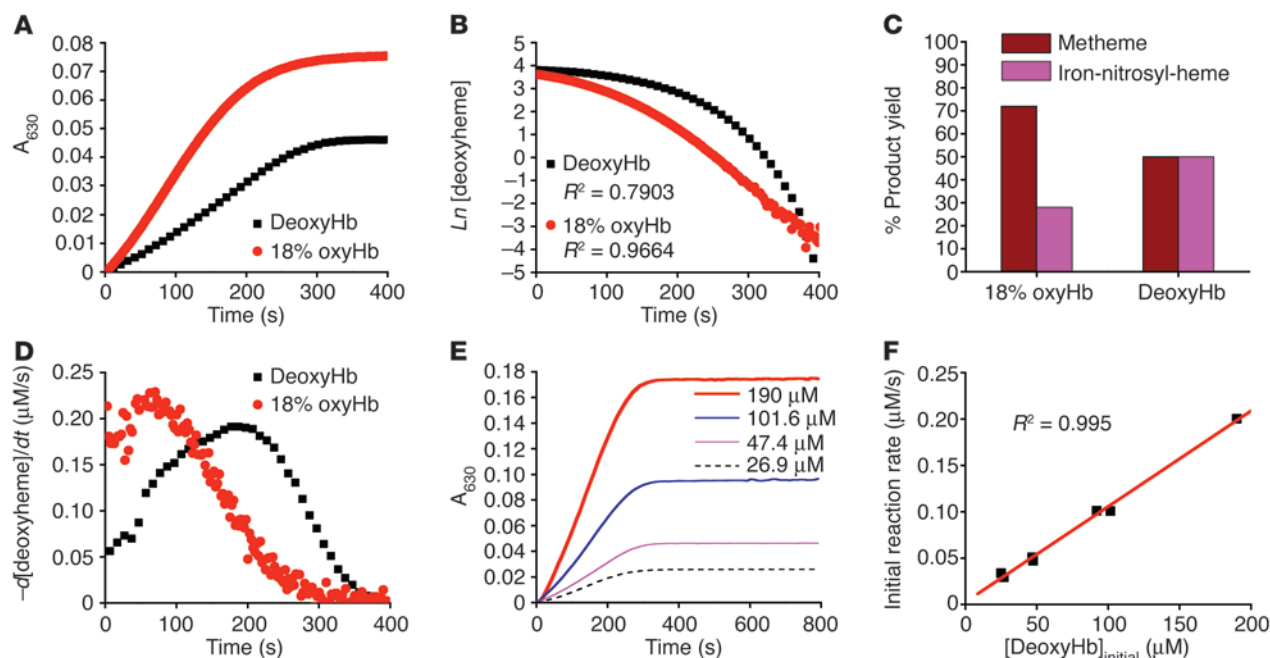 A
A630
0.08
0.07
0.06
0.05
0.04
0.03
0.02
0.01
0
DeoxyHb
18% oxyHb
0 100 200 300 400
Time (s)
B
Ln [deoxyheme]
5
4
3
2
1
0
−1
−2
−3
−4
−5
DeoxyHb
R² = 0.7903
18% oxyHb
R² = 0.9664
0 100 200 300 400
Time (s)
C
% Product yield
100
90
80
70
60
50
40
30
20
10
0
Metheme
Iron-nitrosyl-heme
18% oxyHb DeoxyHb
D
−d[deoxyheme]/dt (μM/s)
0.25
0.20
0.15
0.10
0.05
0
DeoxyHb
18% oxyHb
0 100 200 300 400
Time (s)
E
A630
0.18
0.16
0.14
0.12
0.10
0.08
0.06
0.04
0.02
0
190 μM
101.6 μM
47.4 μM
26.9 μM
0 200 400 600 800
Time (s)
F
Initial reaction rate (μM/s)
0.25
0.20
0.15
0.10
0.05
0
R² = 0.995
0 50 100 150 200
[DeoxyHb]initial (μM)